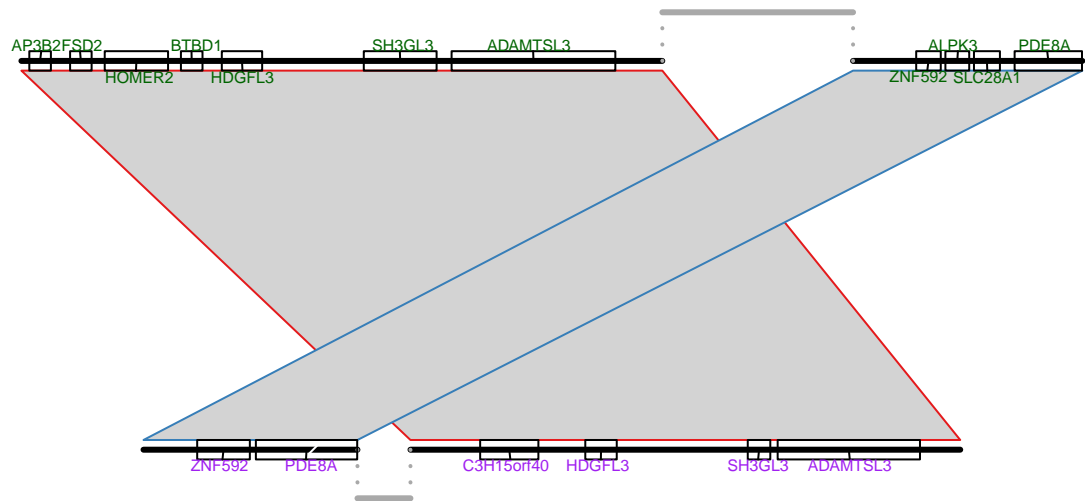 AP3B2 FSD2 BTBD1 SH3GL3 ADAMTSL3 ALPK3 PDE8A
HOMER2 HDGFL3 ZNF592 SLC28A1
ZNF592 PDE8A C3H15orf40 HDGFL3 SH3GL3 ADAMTSL3